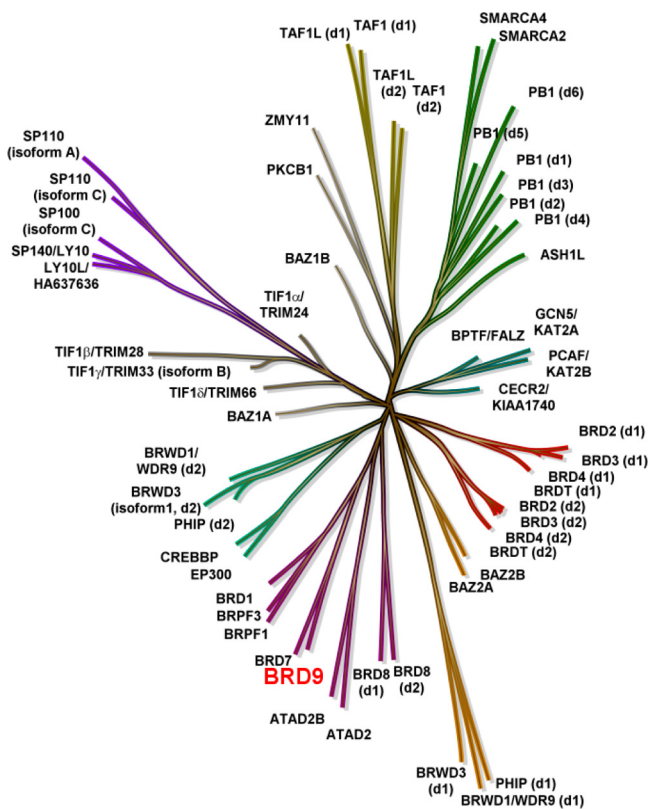 SMARCA4
SMARCA2
TAF1L (d1)
TAF1 (d1)
TAF1L
(d2)
TAF1
(d2)
PB1 (d6)
ZMY11
PB1 (d5)
SP110
(isoform A)
PKCB1
PB1 (d1)
SP110
(isoform C)
PB1 (d3)
PB1 (d2)
SP100
(isoform C)
PB1 (d4)
SP140/LY10
LY10L/
HA637636
BAZ1B
ASH1L
TIF1α/
TRIM24
GCN5/
KAT2A
BPTF/FALZ
TIF1β/TRIM28
PCAF/
KAT2B
TIF1γ/TRIM33 (isoform B)
TIF1δ/TRIM66
CECR2/
KIAA1740
BAZ1A
BRD2 (d1)
BRWD1/
WDR9 (d2)
BRD3 (d1)
BRD4 (d1)
BRDT (d1)
BRWD3
(isoform1, d2)
BRD2 (d2)
PHIP (d2)
BRD3 (d2)
BRD4 (d2)
BRDT (d2)
CREBBP
EP300
BAZ2B
BAZ2A
BRD1
BRPF3
BRPF1
BRD7
BRD9
BRD8
(d1)
BRD8
(d2)
ATAD2B
ATAD2
BRWD3
(d1)
PHIP (d1)
BRWD1/WDR9 (d1)